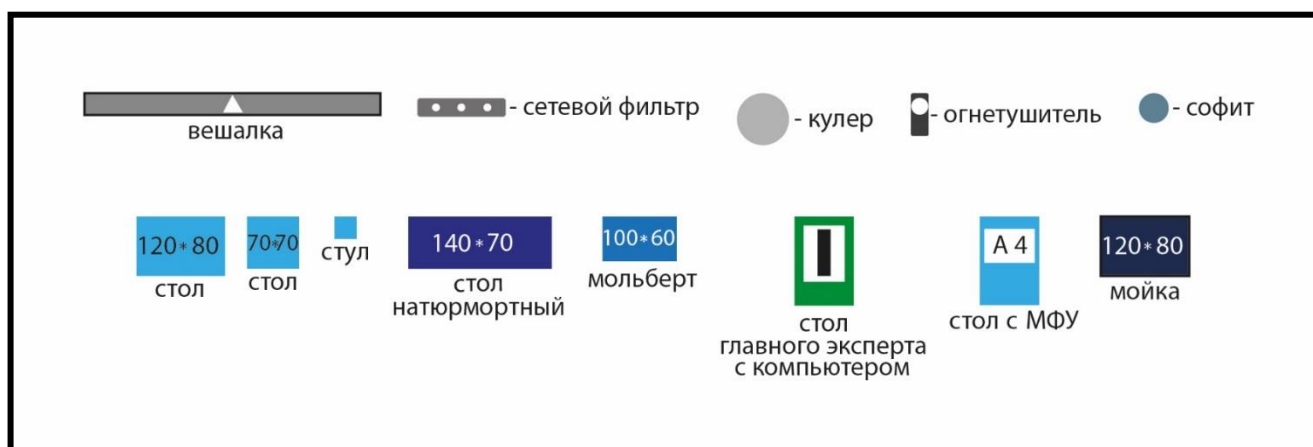 вешалка
- сетевой фильтр
- кулер
- огнетушитель
- софит
120*80
стол
70*70
стол
стул
140*70
стол
натюрмортный
100*60
мольберт
стол
главного эксперта
с компьютером
А 4
стол с МФУ
120*80
мойка